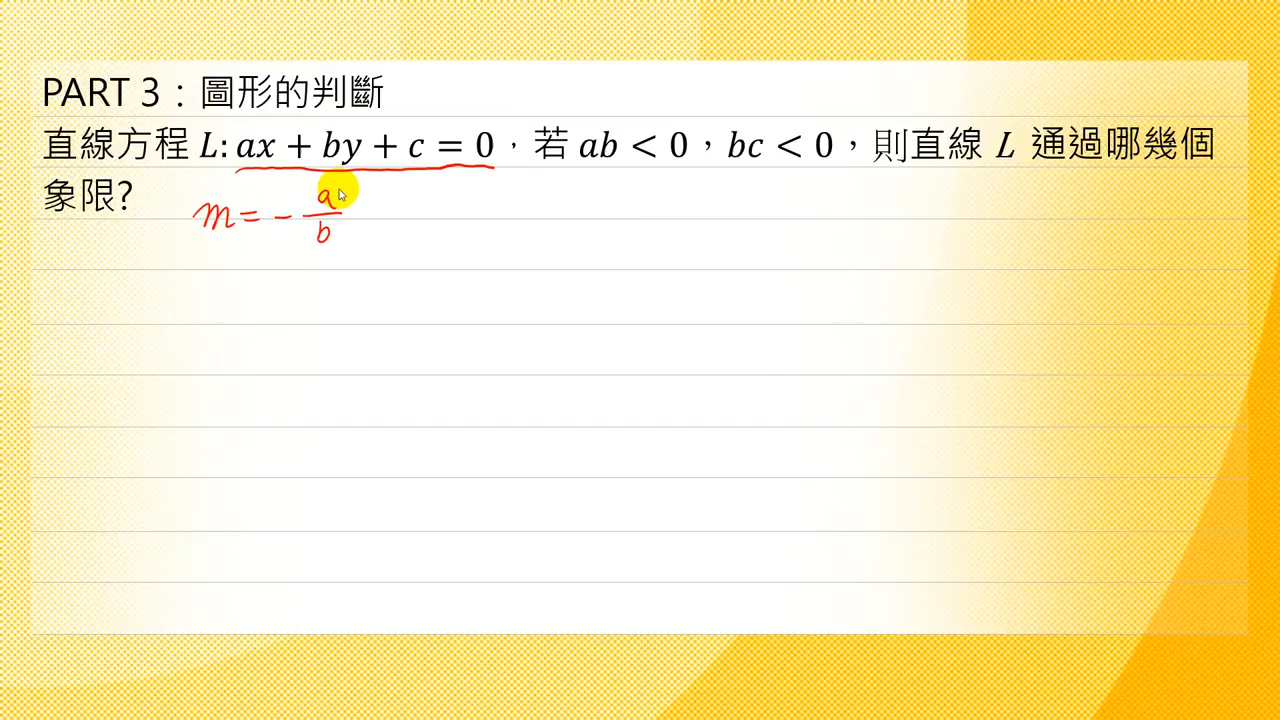 PART 3：圖形的判斷
直線方程 L: ax + by + c = 0，若 ab < 0，bc < 0，則直線 L 通過哪幾個
象限?
m = - a/b